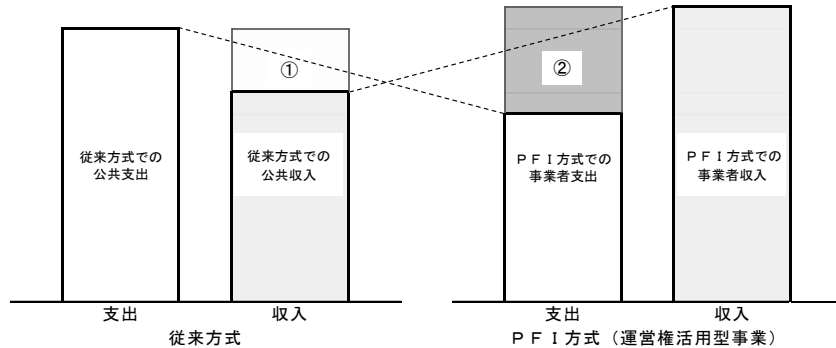 ①
②
従来方式での
公共支出
従来方式での
公共収入
ＰＦＩ方式での
事業者支出
ＰＦＩ方式での
事業者収入
支出
収入
支出
収入
従来方式
ＰＦＩ方式（運営権活用型事業）